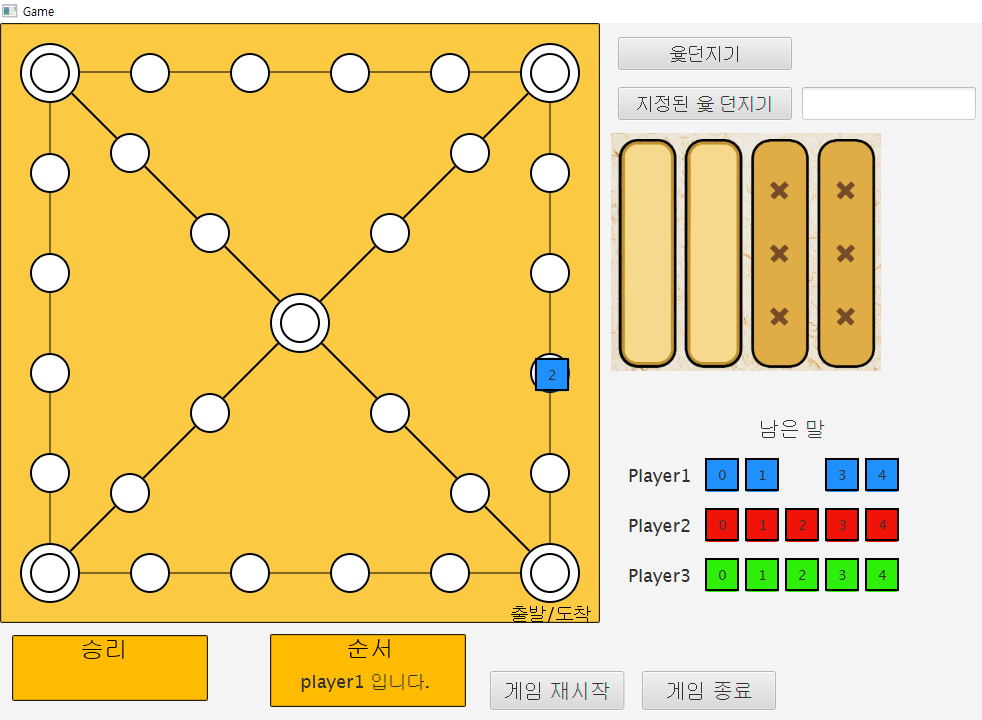 Game
윷던지기
지정된 윷 던지기
2
남은 말
Player1 0 1 3 4
Player2 0 1 2 3 4
Player3 0 1 2 3 4
출발/도착
승리
순서
player1 입니다.
게임 재시작
게임 종료